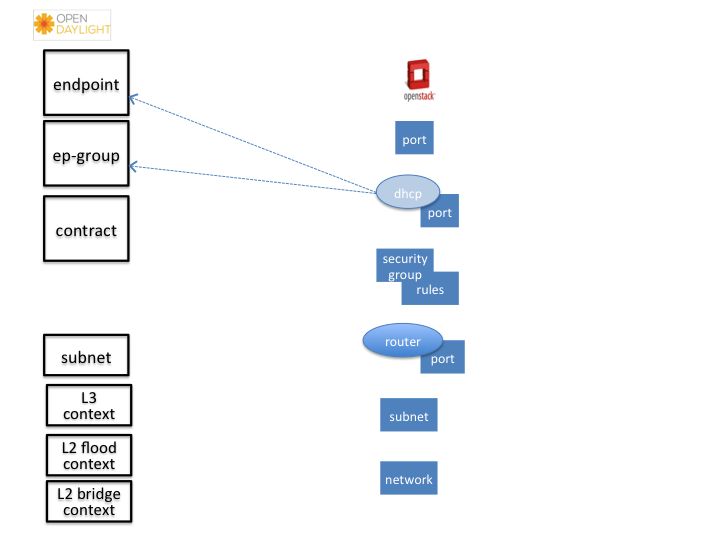 OPEN
DAYLIGHT
endpoint
ep-group
contract
subnet
L3
context
L2 flood
context
L2 bridge
context
openstack
port
dhcp
port
security
group
rules
router
port
subnet
network